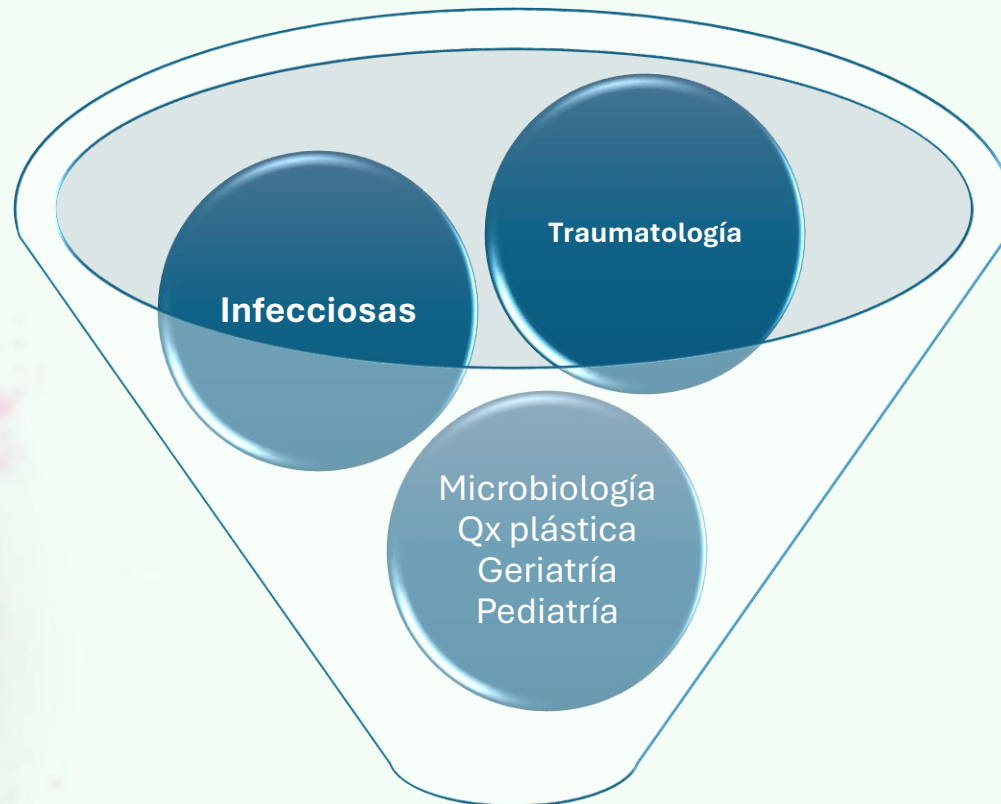 Traumatología
Infecciosas
Microbiología
Qx plástica
Geriatría
Pediatría